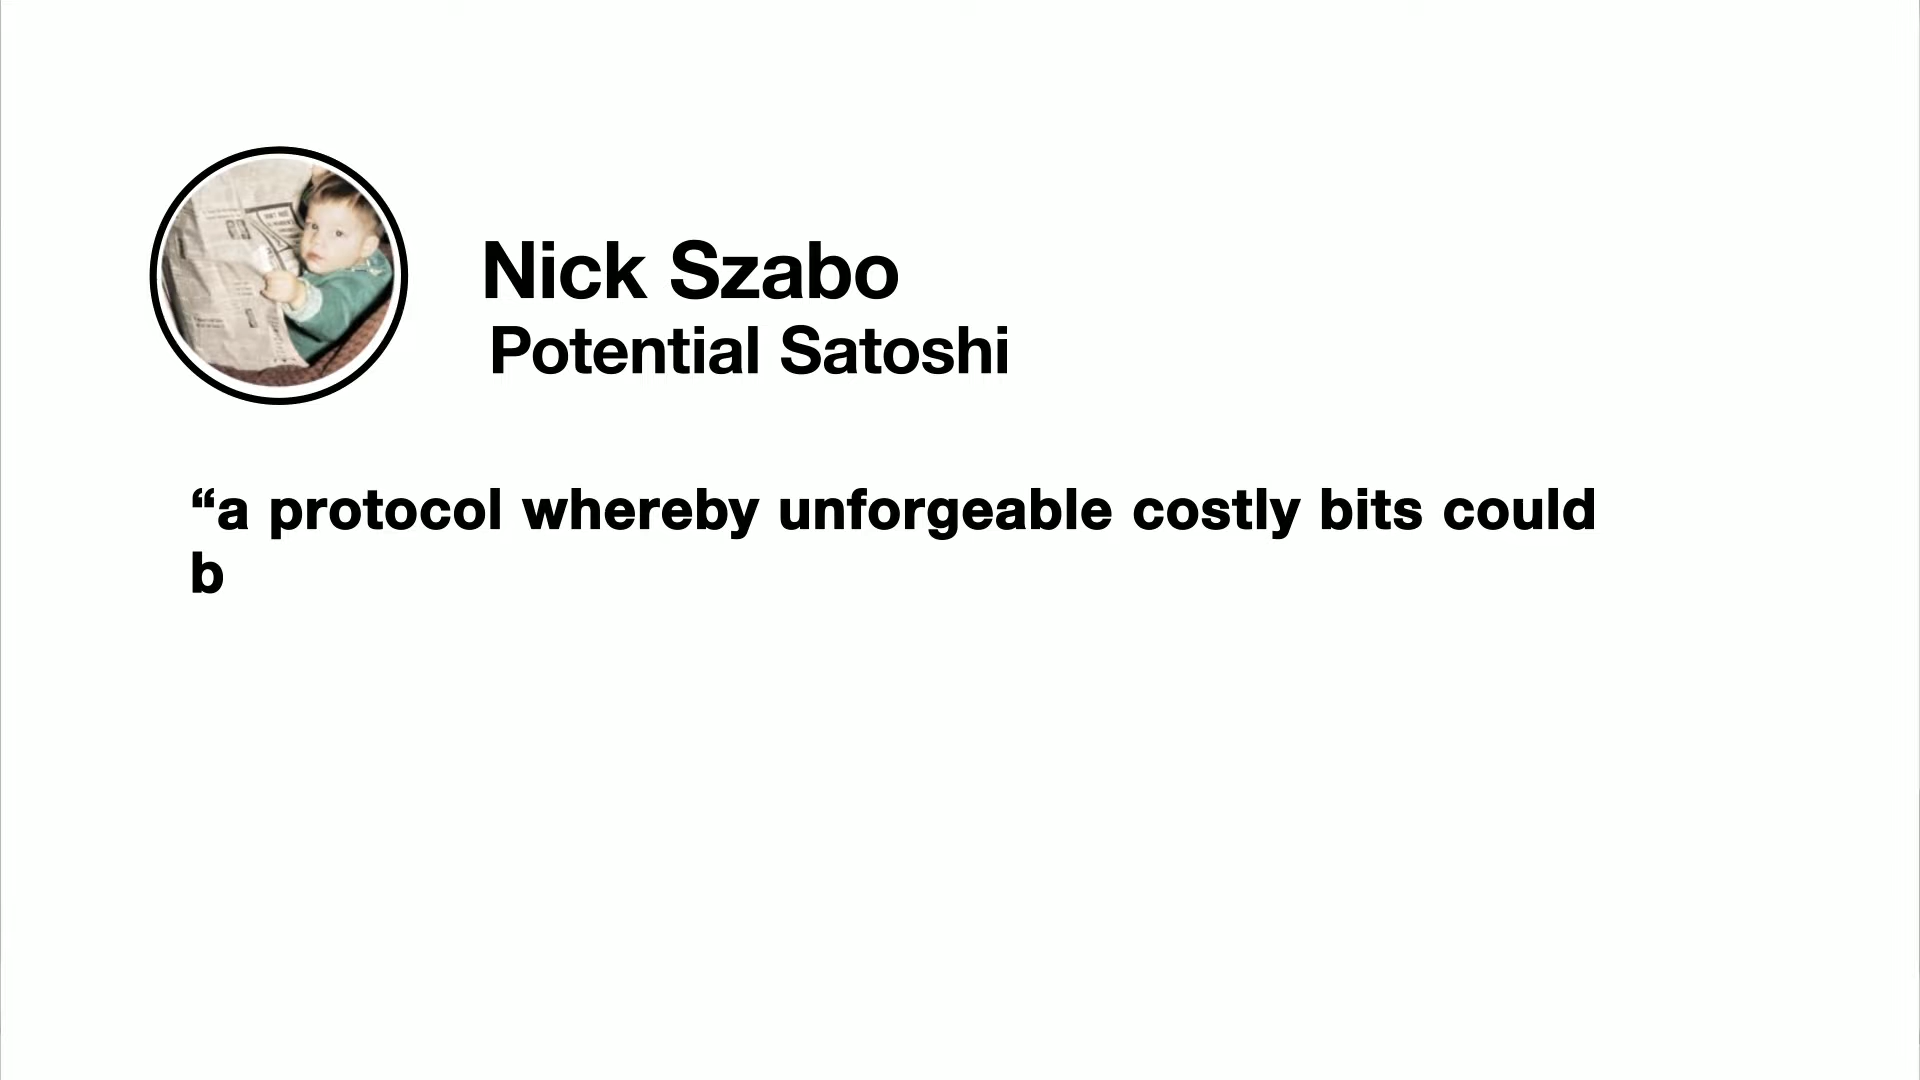 Nick Szabo
Potential Satoshi
“a protocol whereby unforgeable costly bits could
b